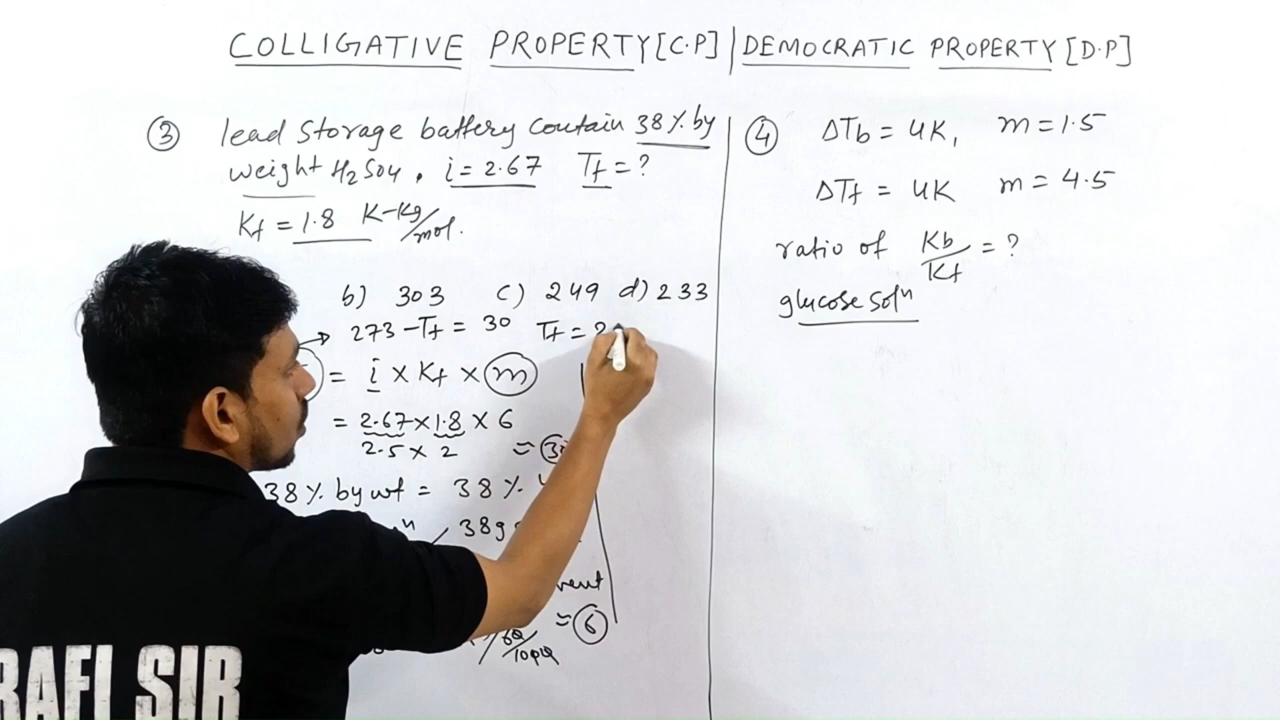 COLLIGATIVE PROPERTY [C.P] | DEMOCRATIC PROPERTY [D.P]
③ lead storage battery contain 38% by
weight H2SO4, i = 2.67 Tf = ?
Kf = 1.8 K-Kg/mol.
b) 303 c) 249 d) 233
→ 273 - Tf = 30 Tf = 2
= i × Kf × m
= 2.67 × 1.8 × 6
2.5 × 2 = 30
38% by wt = 38%
38g
= 6
④ ΔTb = 4K, m = 1.5
ΔTf = 4K m = 4.5
ratio of Kb/Kf = ?
glucose solⁿ
RAFI SIR